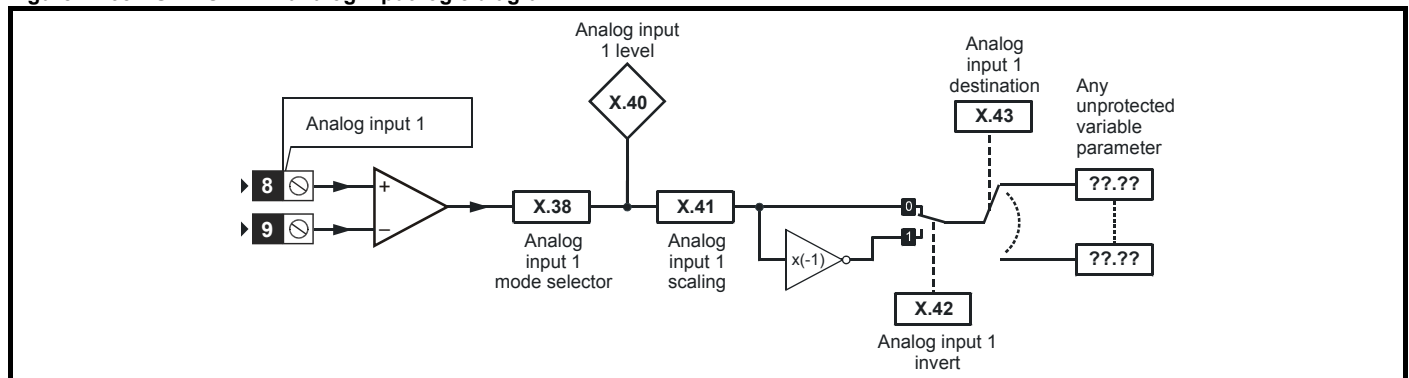 Analog input
1 level
X.40
Analog
input 1
destination
X.43
Any
unprotected
variable
parameter
??.??
??.??
Analog input 1
8
9
+
–
X.38
Analog
input 1
mode selector
X.41
Analog
input 1
scaling
x(-1)
0
1
X.42
Analog input 1
invert